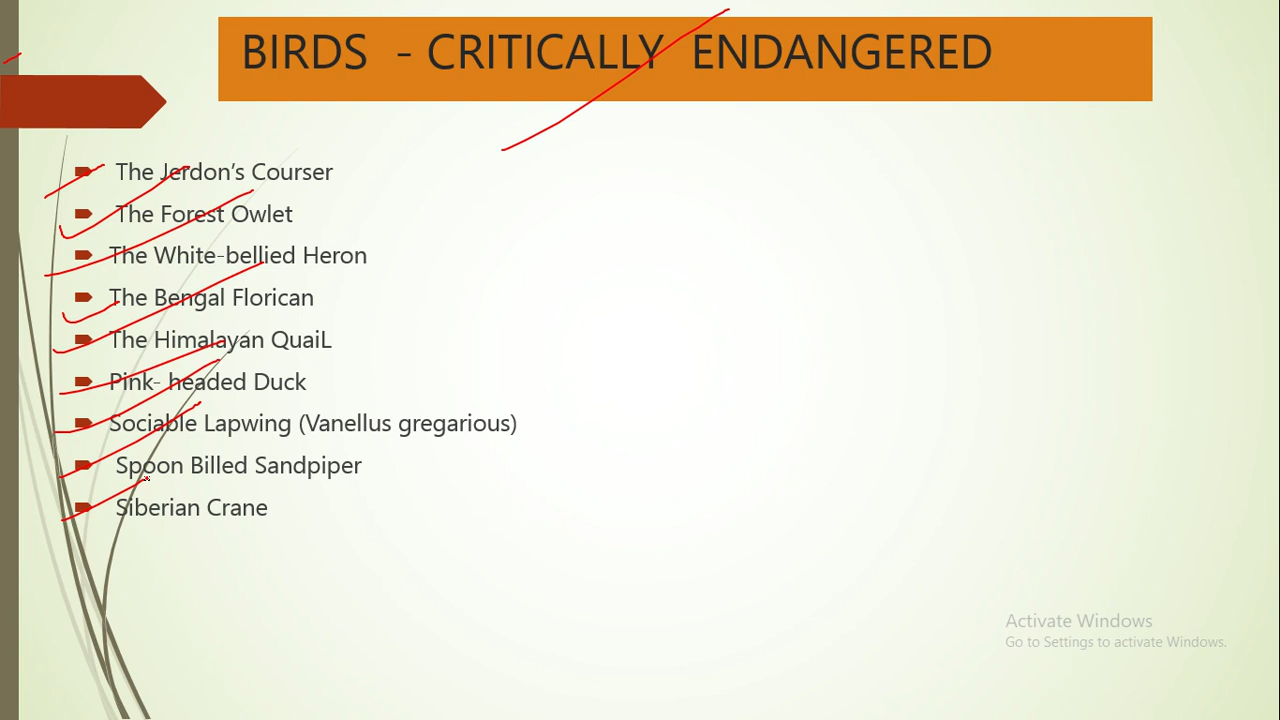 BIRDS - CRITICALLY ENDANGERED
The Jerdon's Courser
The Forest Owlet
The White-bellied Heron
The Bengal Florican
The Himalayan QuaiL
Pink- headed Duck
Sociable Lapwing (Vanellus gregarious)
Spoon Billed Sandpiper
Siberian Crane
Activate Windows
Go to Settings to activate Windows.